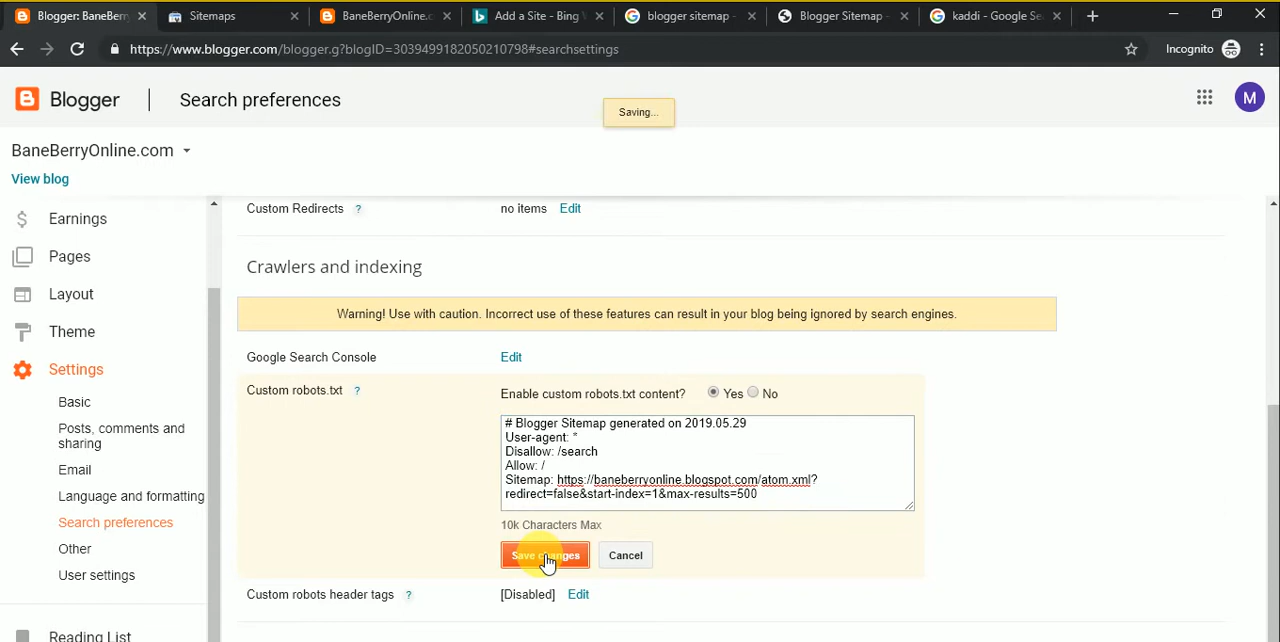 Blogger: BaneBerr
Sitemaps
BaneBerryOnline.c
Add a Site - Bing W
blogger sitemap -
Blogger Sitemap -
kaddi - Google Se
https://www.blogger.com/blogger.g?blogID=3039499182050210798#searchsettings
Incognito
Blogger
Search preferences
Saving...
M
BaneBerryOnline.com
View blog
Earnings
Pages
Layout
Theme
Settings
Basic
Posts, comments and
sharing
Email
Language and formatting
Search preferences
Other
User settings
Reading List
Custom Redirects ?
no items Edit
Crawlers and indexing
Warning! Use with caution. Incorrect use of these features can result in your blog being ignored by search engines.
Google Search Console
Edit
Custom robots.txt ?
Enable custom robots.txt content? Yes No
# Blogger Sitemap generated on 2019.05.29
User-agent: *
Disallow: /search
Allow: /
Sitemap: https://baneberryonline.blogspot.com/atom.xml?
redirect=false&start-index=1&max-results=500
10k Characters Max
Save changes
Cancel
Custom robots header tags ?
[Disabled] Edit